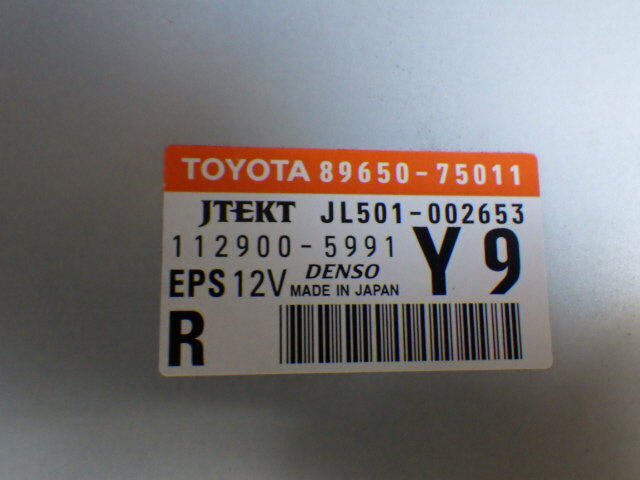 TOYOTA 89650-75011
JTEKT JL501-002653
112900-5991
EPS 12V DENSO Y9
MADE IN JAPAN
R